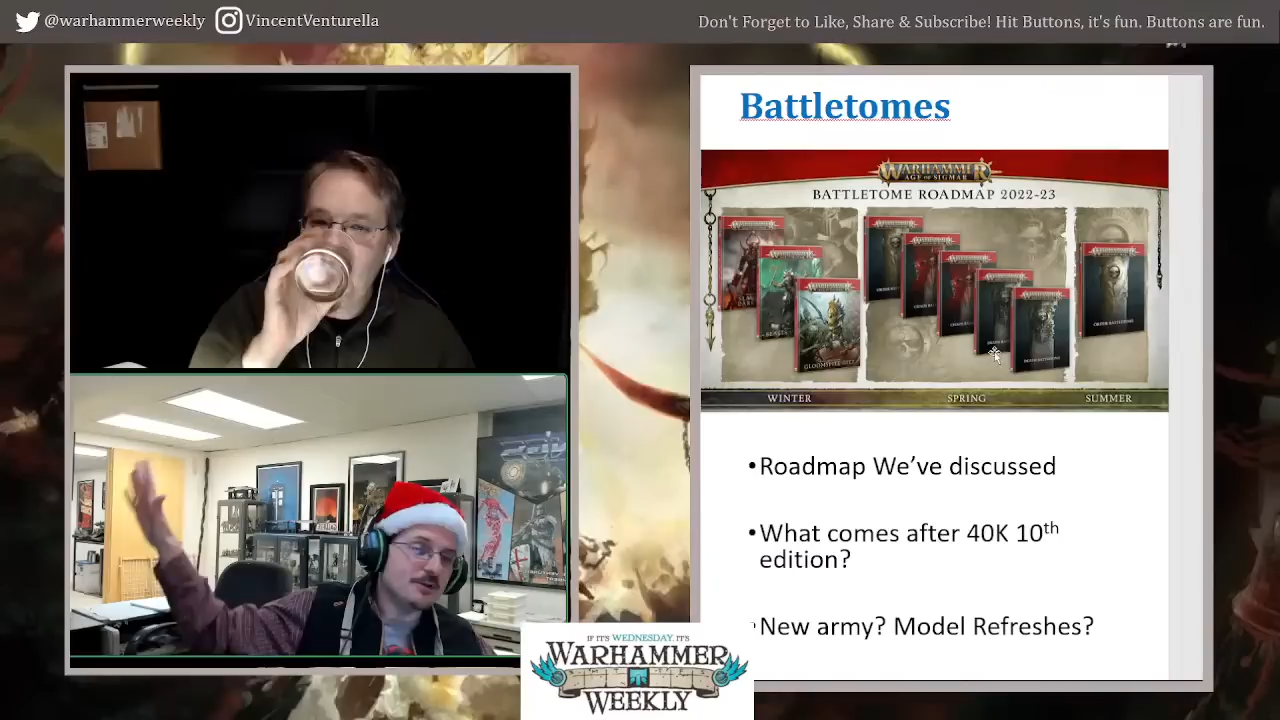 @warhammerweekly VincentVenturella
Don't Forget to Like, Share & Subscribe! Hit Buttons, it's fun. Buttons are fun.
Battletomes
WARHAMMER
AGE OF SIGMAR
BATTLETOME ROADMAP 2022-23
GLOOMSPITE GITZ
WINTER SPRING SUMMER
•Roadmap We've discussed
•What comes after 40K 10th
edition?
New army? Model Refreshes?
IF IT'S WEDNESDAY, IT'S
WARHAMMER
WEEKLY